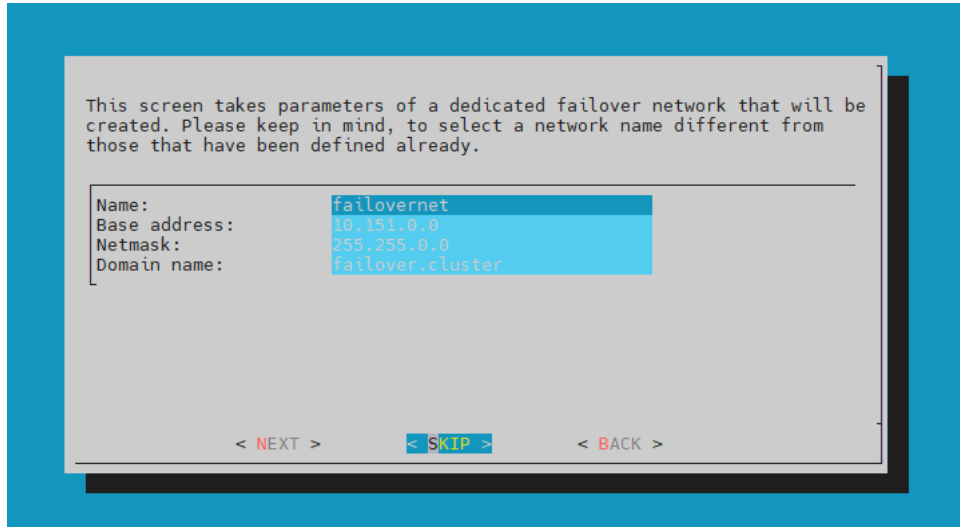 This screen takes parameters of a dedicated failover network that will be
created. Please keep in mind, to select a network name different from
those that have been defined already.
Name: failovernet
Base address: 10.151.0.0
Netmask: 255.255.0.0
Domain name: failover.cluster
< NEXT > < SKIP > < BACK >